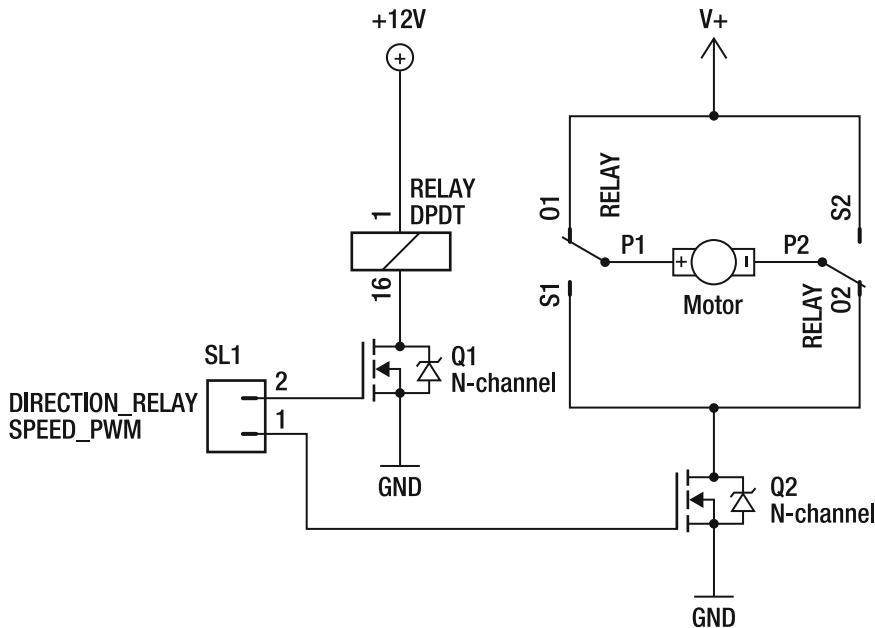 +12V
V+
RELAY
DPDT
1
16
O1
RELAY
S2
P1
+
-
P2
Motor
S1
RELAY
O2
SL1
2
1
DIRECTION_RELAY
SPEED_PWM
Q1
N-channel
GND
Q2
N-channel
GND